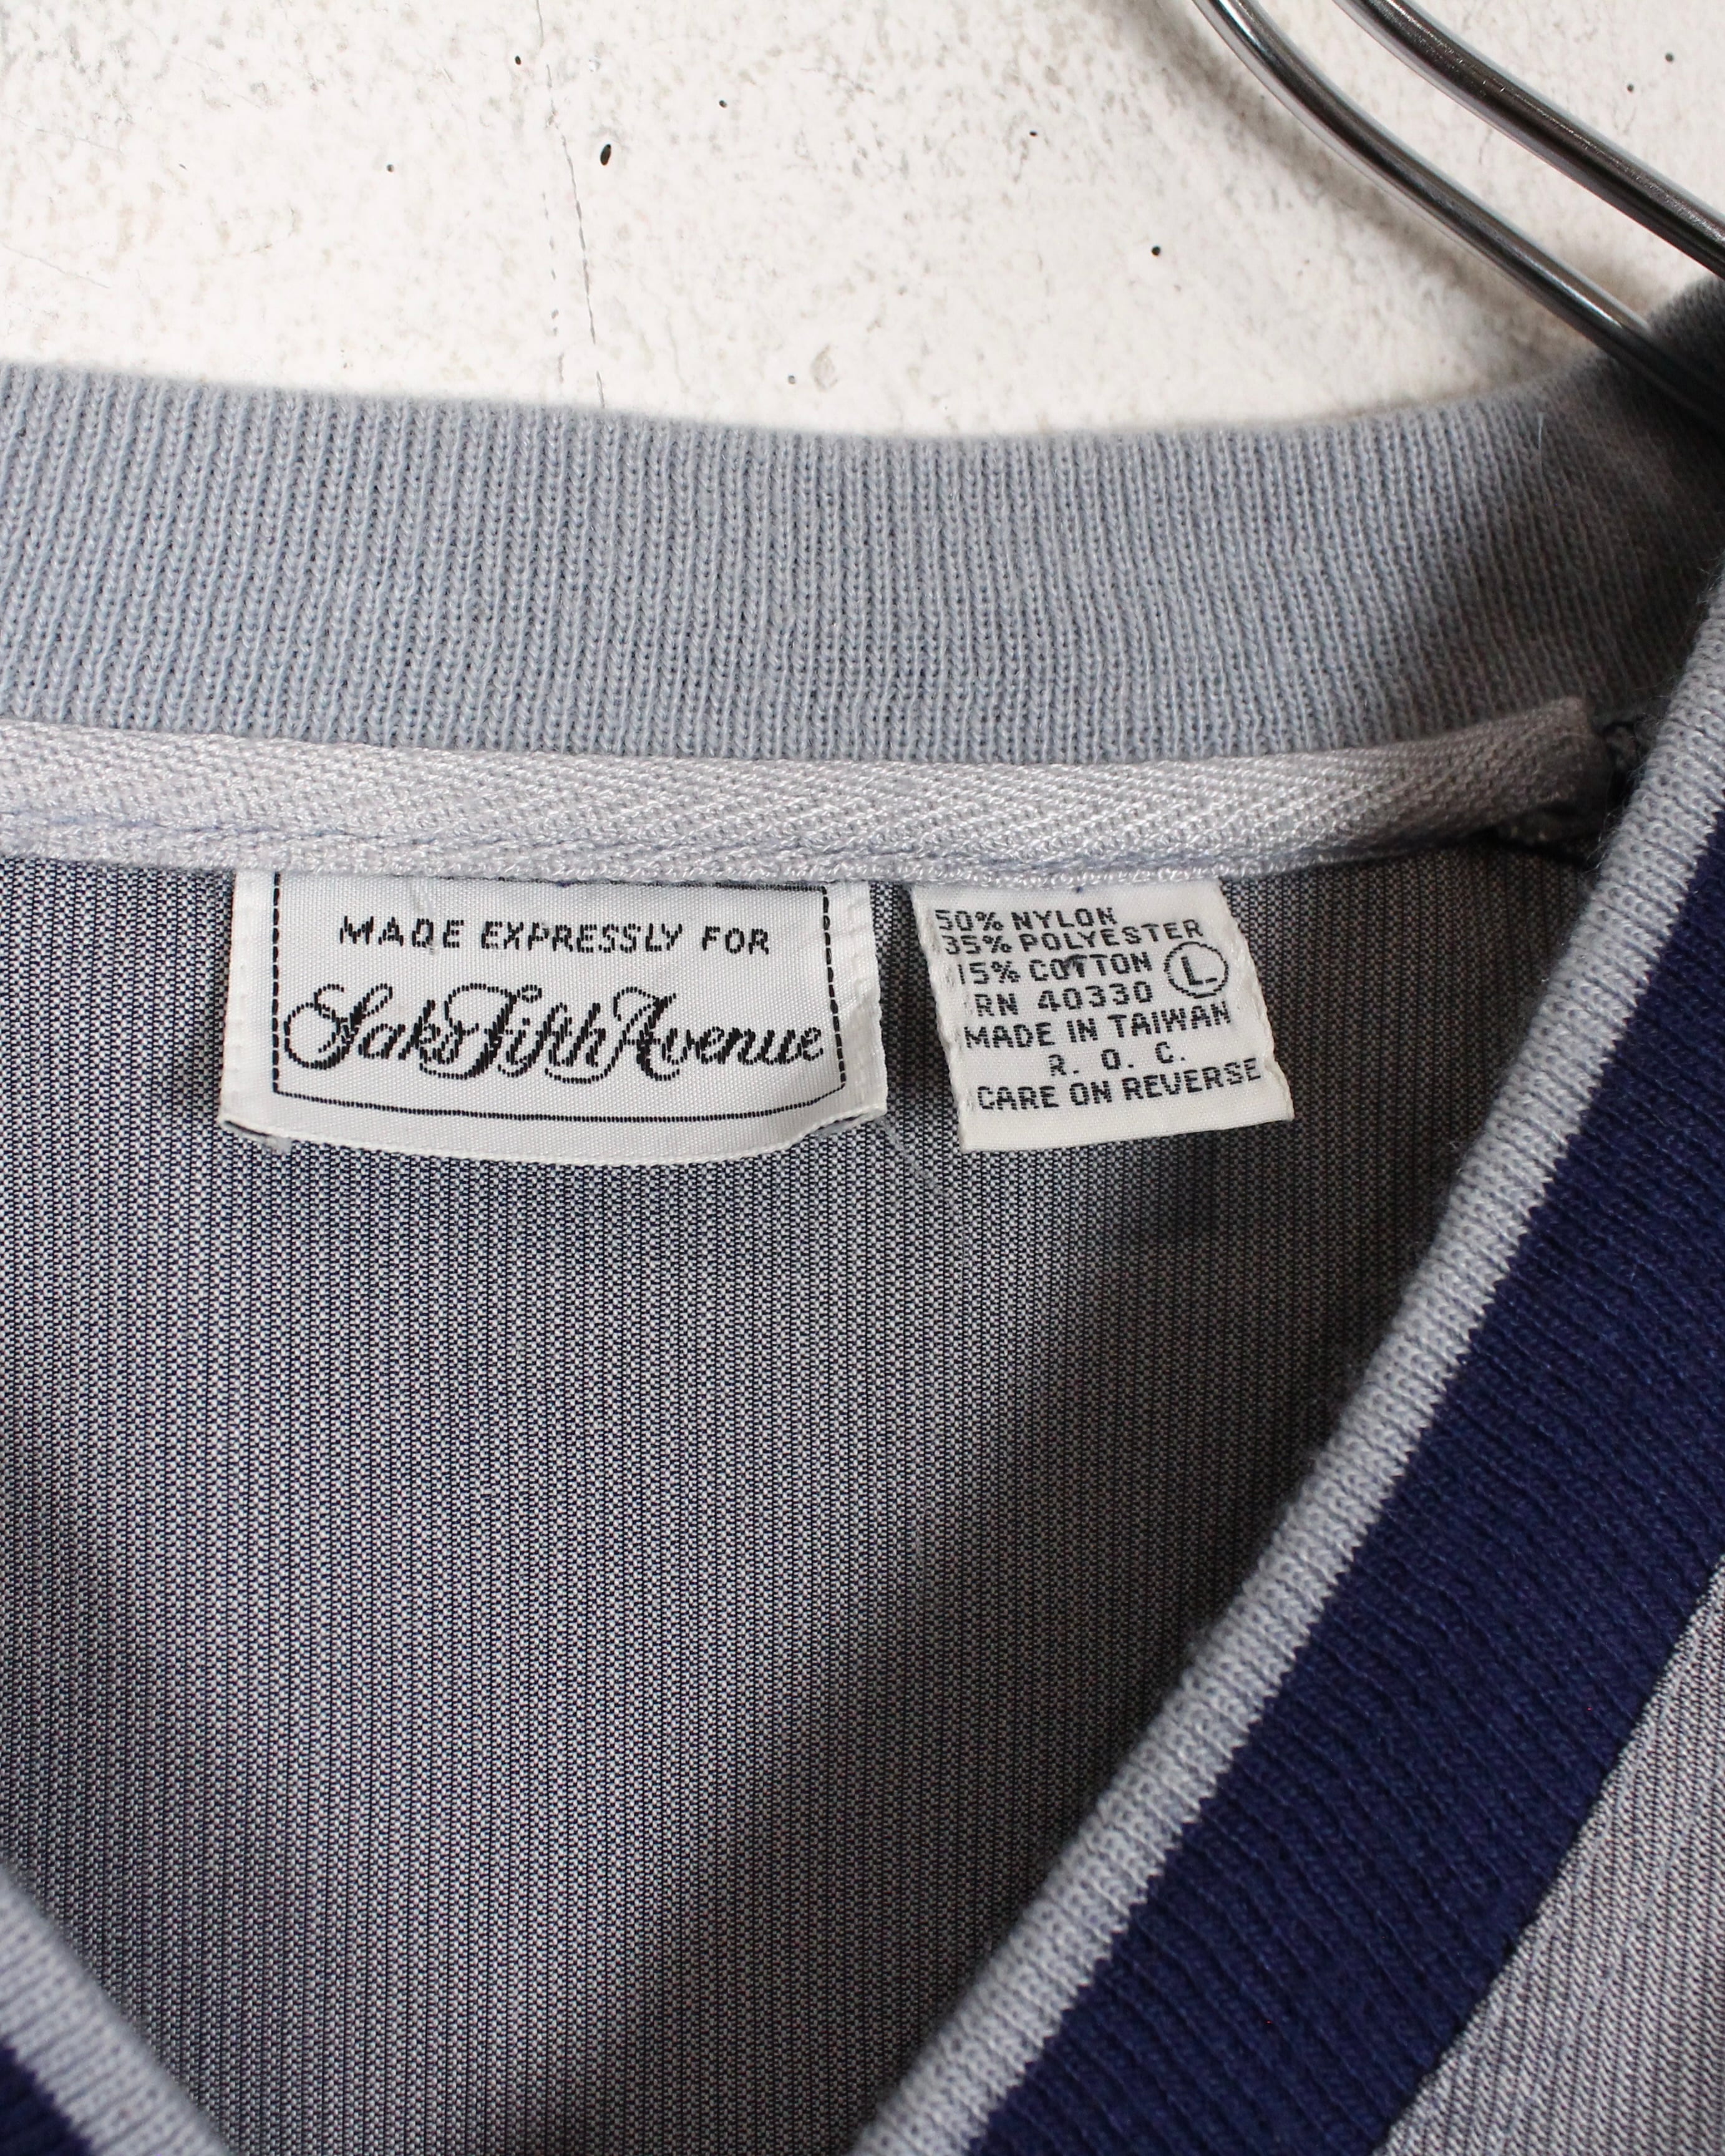 MADE EXPRESSLY FOR
Saks Fifth Avenue
50% NYLON
35% POLYESTER
15% COTTON L
RN 40330
MADE IN TAIWAN
R. O. C.
CARE ON REVERSE